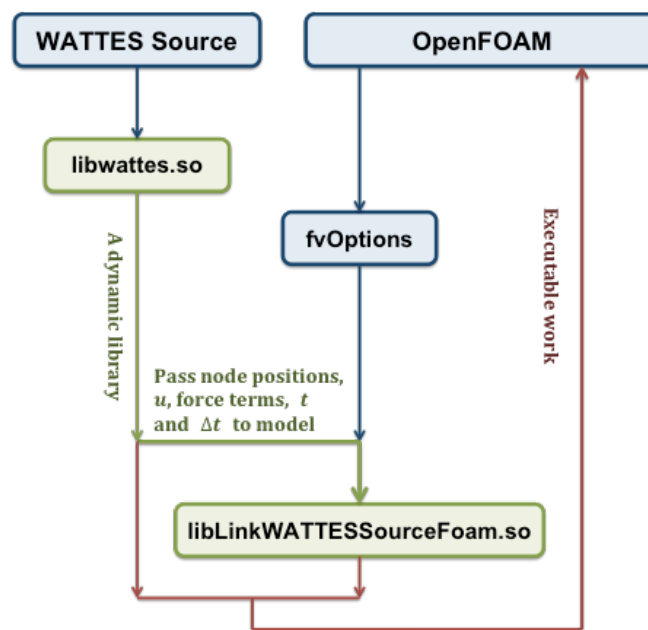 WATTES Source
OpenFOAM
libwattes.so
fvOptions
A dynamic library
Executable work
Pass node positions,
u, force terms, t
and Δt to model
libLinkWATTESSourceFoam.so